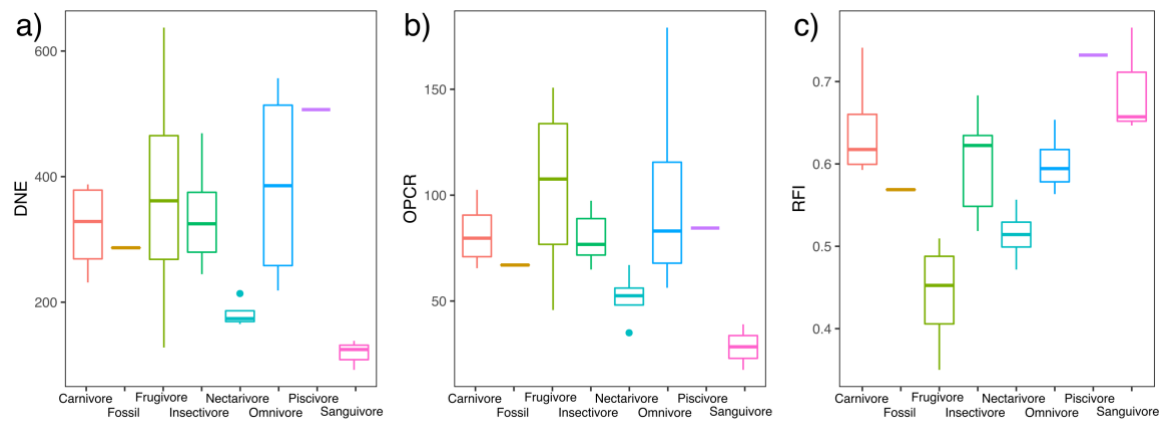 a)
DNE
600
400
200
Carnivore Frugivore Nectarivore Piscivore
Fossil Insectivore Omnivore Sanguivore
b)
OPCR
150
100
50
Carnivore Frugivore Nectarivore Piscivore
Fossil Insectivore Omnivore Sanguivore
c)
RFI
0.7
0.6
0.5
0.4
Carnivore Frugivore Nectarivore Piscivore
Fossil Insectivore Omnivore Sanguivore